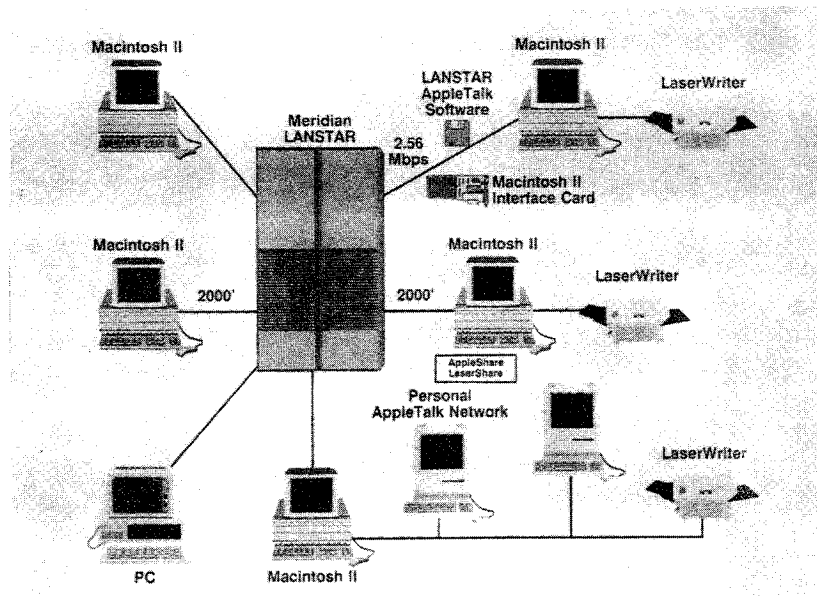 Macintosh II
Macintosh II
LaserWriter
LANSTAR
AppleTalk
Software
Meridian
LANSTAR
2.56
Mbps
Macintosh II
Interface Card
Macintosh II
Macintosh II
LaserWriter
2000'
2000'
AppleShare
LaserShare
Personal
AppleTalk Network
LaserWriter
PC
Macintosh II